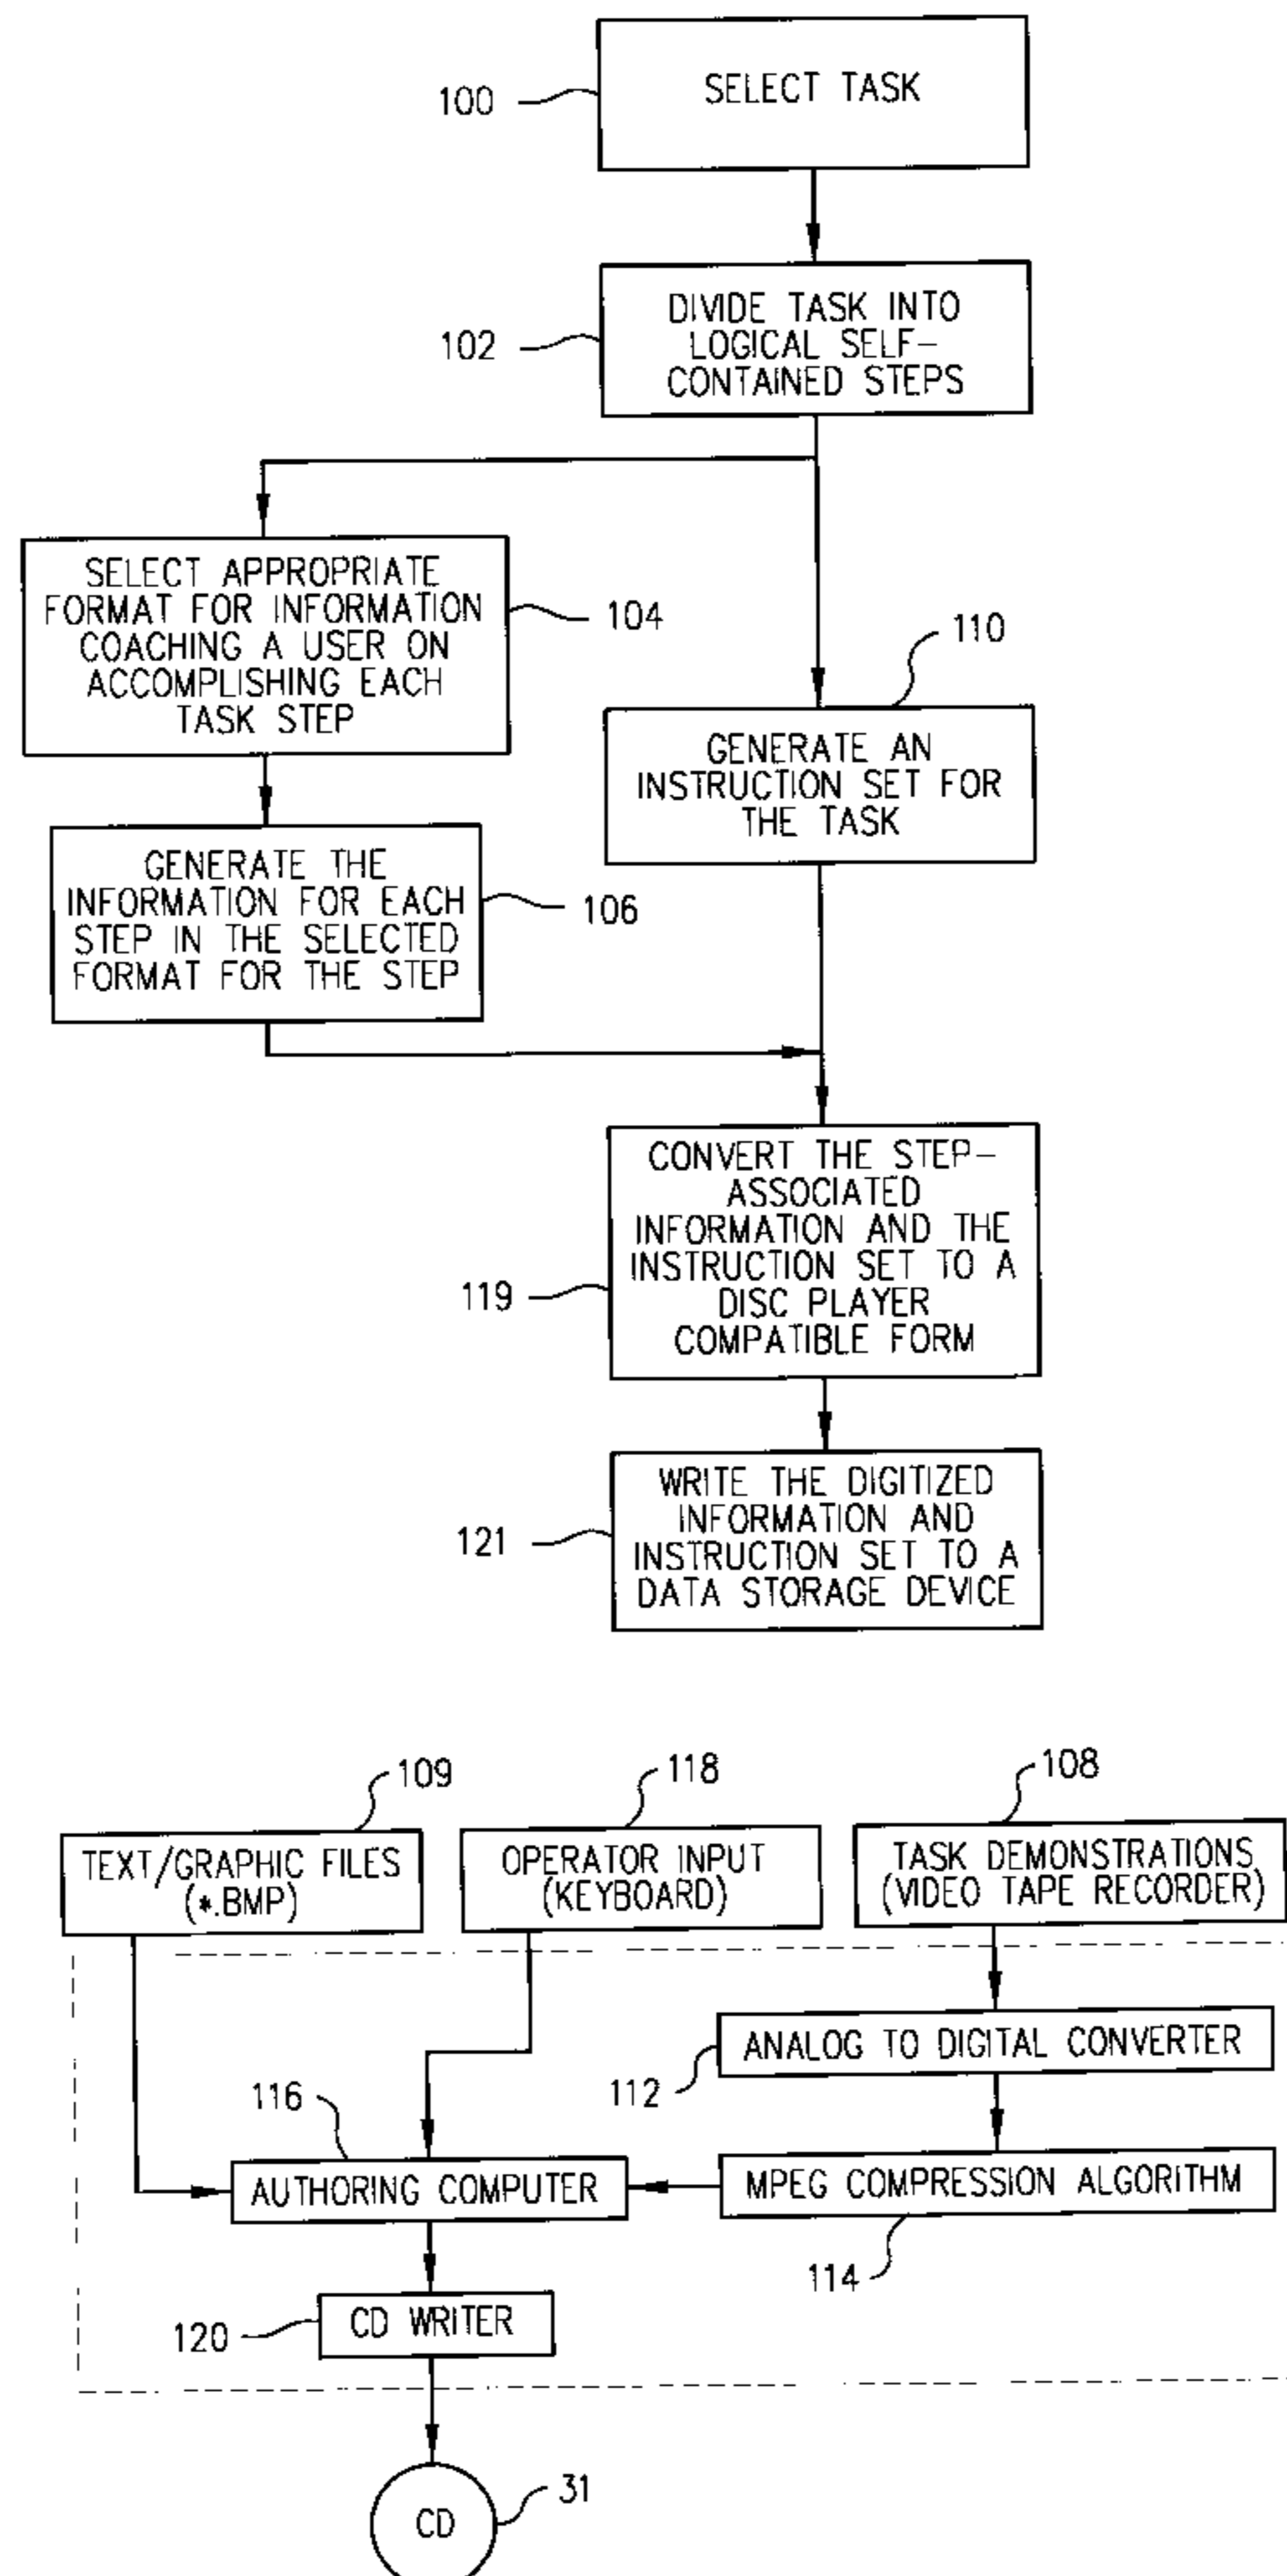 SELECT TASK
100
DIVIDE TASK INTO
LOGICAL SELF-
CONTAINED STEPS
102
SELECT APPROPRIATE
FORMAT FOR INFORMATION
COACHING A USER ON
ACCOMPLISHING EACH
TASK STEP
104
110
GENERATE AN
INSTRUCTION SET FOR
THE TASK
GENERATE THE
INFORMATION FOR EACH
STEP IN THE SELECTED
FORMAT FOR THE STEP
106
CONVERT THE STEP-
ASSOCIATED
INFORMATION AND THE
INSTRUCTION SET TO A
DISC PLAYER
COMPATIBLE FORM
119
WRITE THE DIGITIZED
INFORMATION AND
INSTRUCTION SET TO A
DATA STORAGE DEVICE
121
109
118
108
TEXT/GRAPHIC FILES
(*.BMP)
OPERATOR INPUT
(KEYBOARD)
TASK DEMONSTRATIONS
(VIDEO TAPE RECORDER)
ANALOG TO DIGITAL CONVERTER
112
116
AUTHORING COMPUTER
MPEG COMPRESSION ALGORITHM
114
CD WRITER
120
31
CD